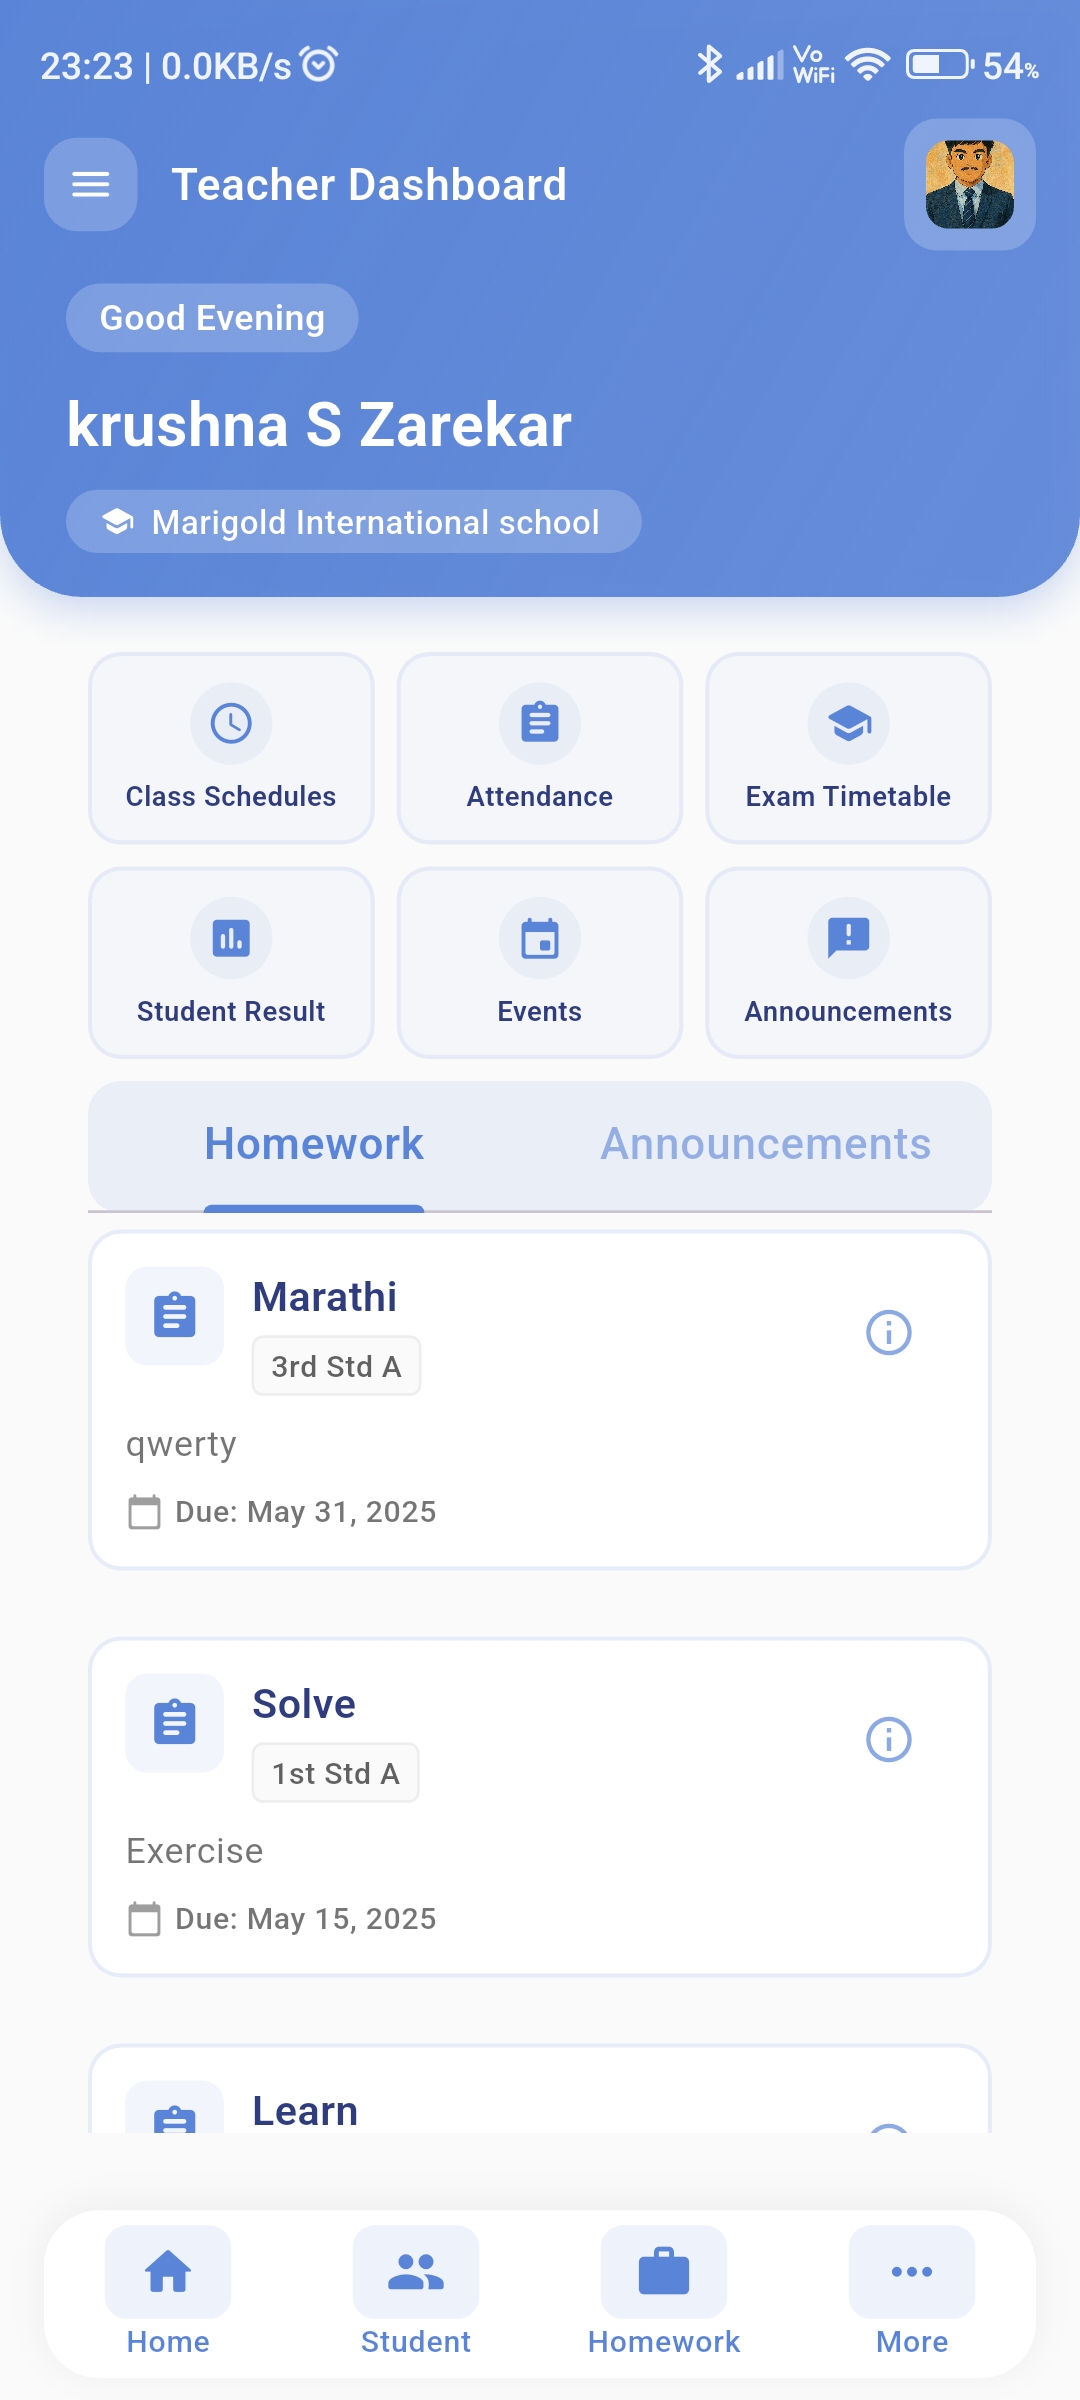 23:23 | 0.0KB/s
Vo
WiFi
54%
Teacher Dashboard
Good Evening
krushna S Zarekar
Marigold International school
Class Schedules
Attendance
Exam Timetable
Student Result
Events
Announcements
Homework
Announcements
Marathi
3rd Std A
qwerty
Due: May 31, 2025
Solve
1st Std A
Exercise
Due: May 15, 2025
Learn
Home
Student
Homework
More